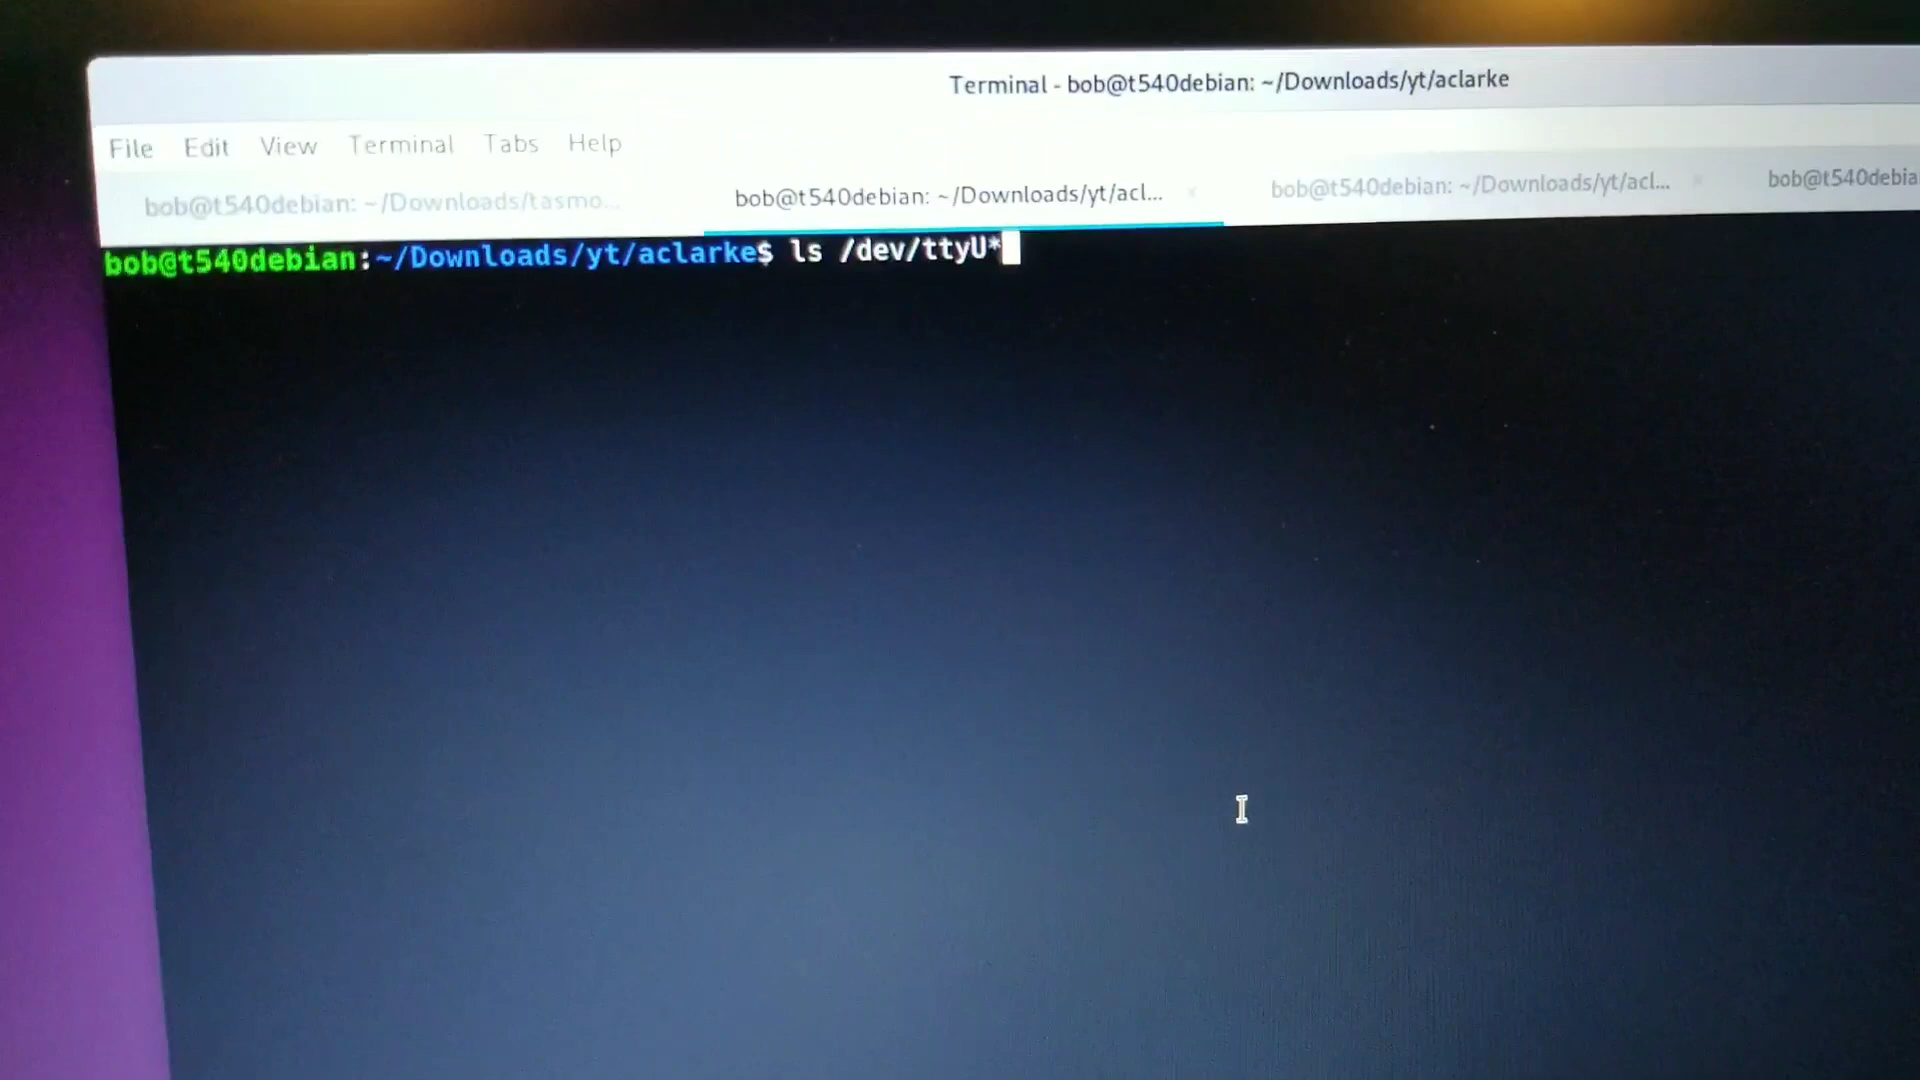 Terminal - bob@t540debian: ~/Downloads/yt/aclarke
File Edit View Terminal Tabs Help
bob@t540debian: ~/Downloads/tasmo... bob@t540debian: ~/Downloads/yt/acl... bob@t540debian: ~/Downloads/yt/acl... bob@t540debia
bob@t540debian:~/Downloads/yt/aclarke$ ls /dev/ttyU*